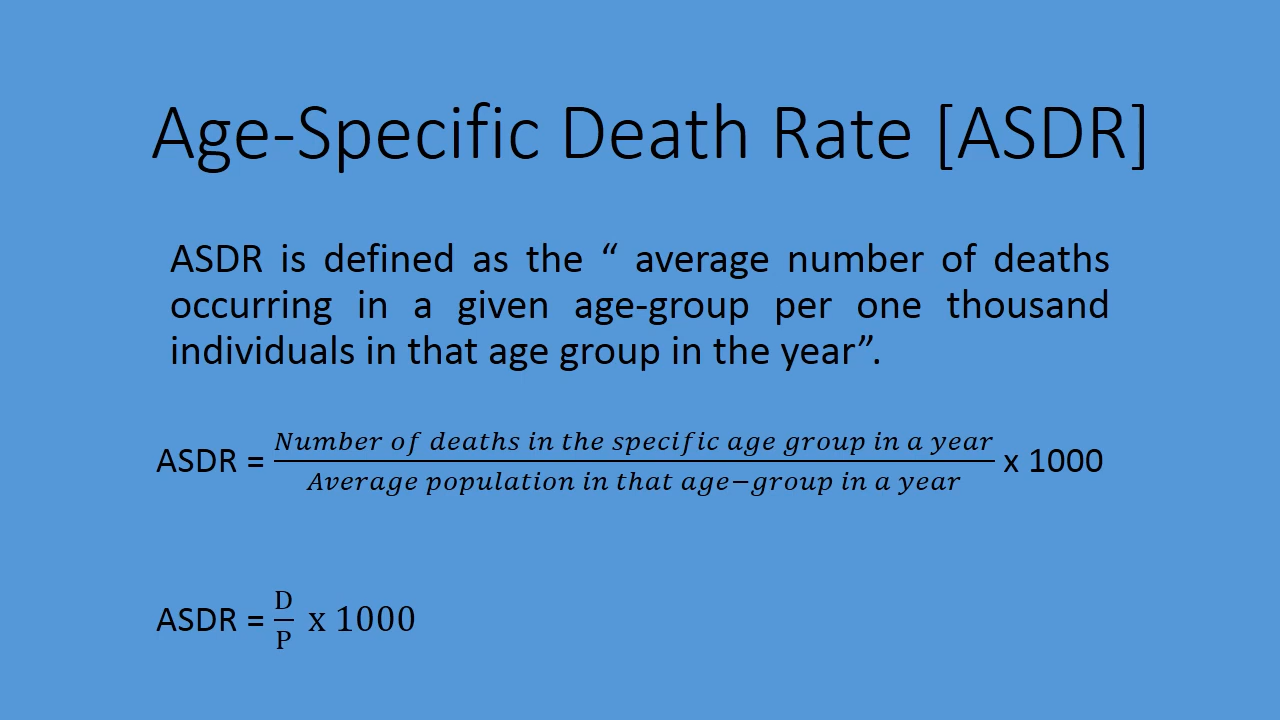 Age-Specific Death Rate [ASDR]
ASDR is defined as the “ average number of deaths
occurring in a given age-group per one thousand
individuals in that age group in the year”.
ASDR = Number of deaths in the specific age group in a year / Average population in that age−group in a year x 1000
ASDR = D / P x 1000